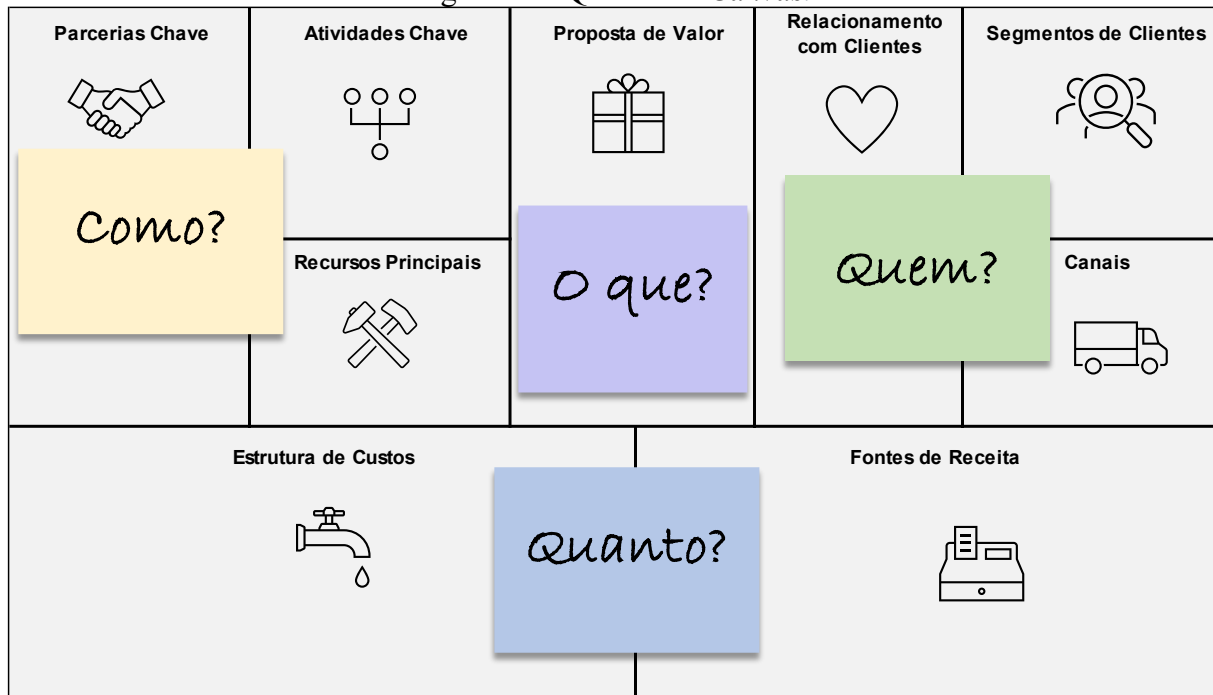 Parcerias Chave
Atividades Chave
Proposta de Valor
Relacionamento
com Clientes
Segmentos de Clientes
Como?
Recursos Principais
O que?
Quem?
Canais
Estrutura de Custos
Fontes de Receita
Quanto?